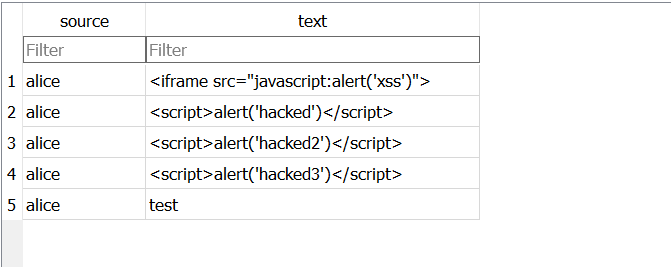 source text
Filter Filter
1 alice <iframe src="javascript:alert('xss')">
2 alice <script>alert('hacked')</script>
3 alice <script>alert('hacked2')</script>
4 alice <script>alert('hacked3')</script>
5 alice test